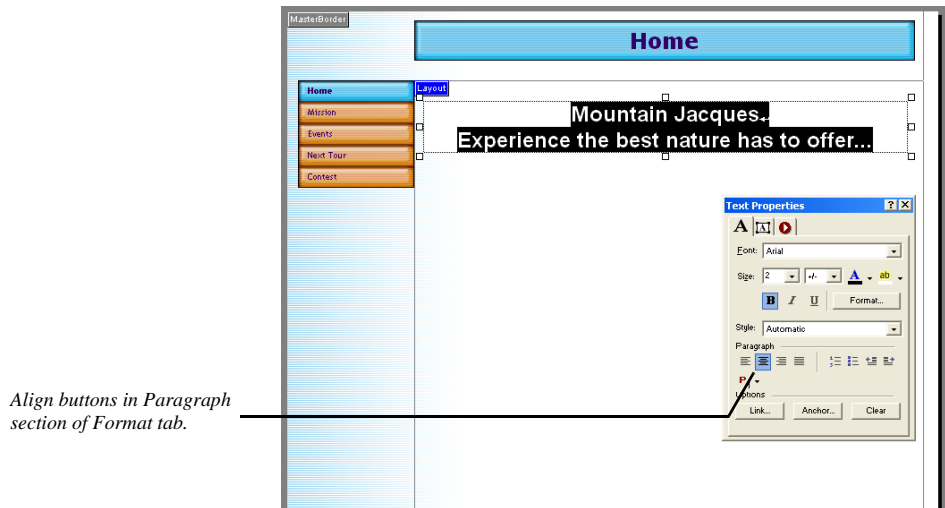 MasterBorder
Home
Home
Mission
Events
Next Tour
Contest
Layout
Mountain Jacques
Experience the best nature has to offer...
Text Properties
A A
Font: Arial
Size: 2 +/- A ab
B I U Format...
Style: Automatic
Paragraph
P
Options
Link... Anchor... Clear
Align buttons in Paragraph
section of Format tab.